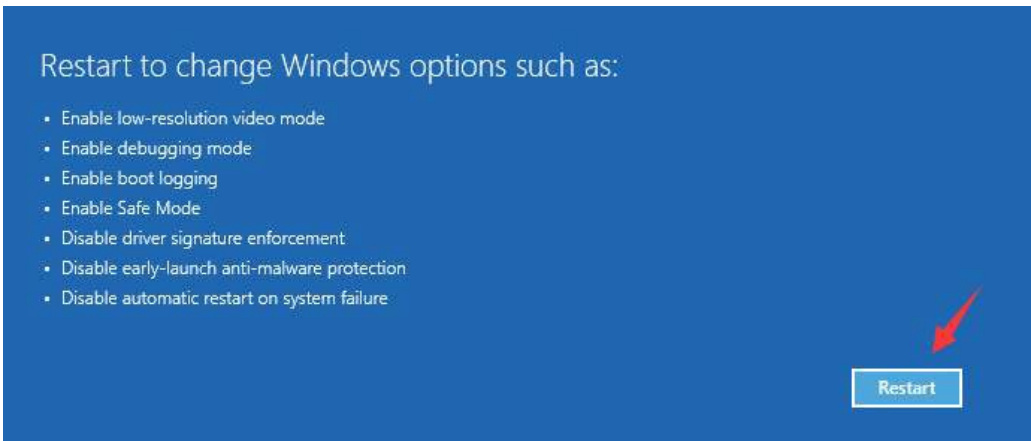 Restart to change Windows options such as:
• Enable low-resolution video mode
• Enable debugging mode
• Enable boot logging
• Enable Safe Mode
• Disable driver signature enforcement
• Disable early-launch anti-malware protection
• Disable automatic restart on system failure
Restart